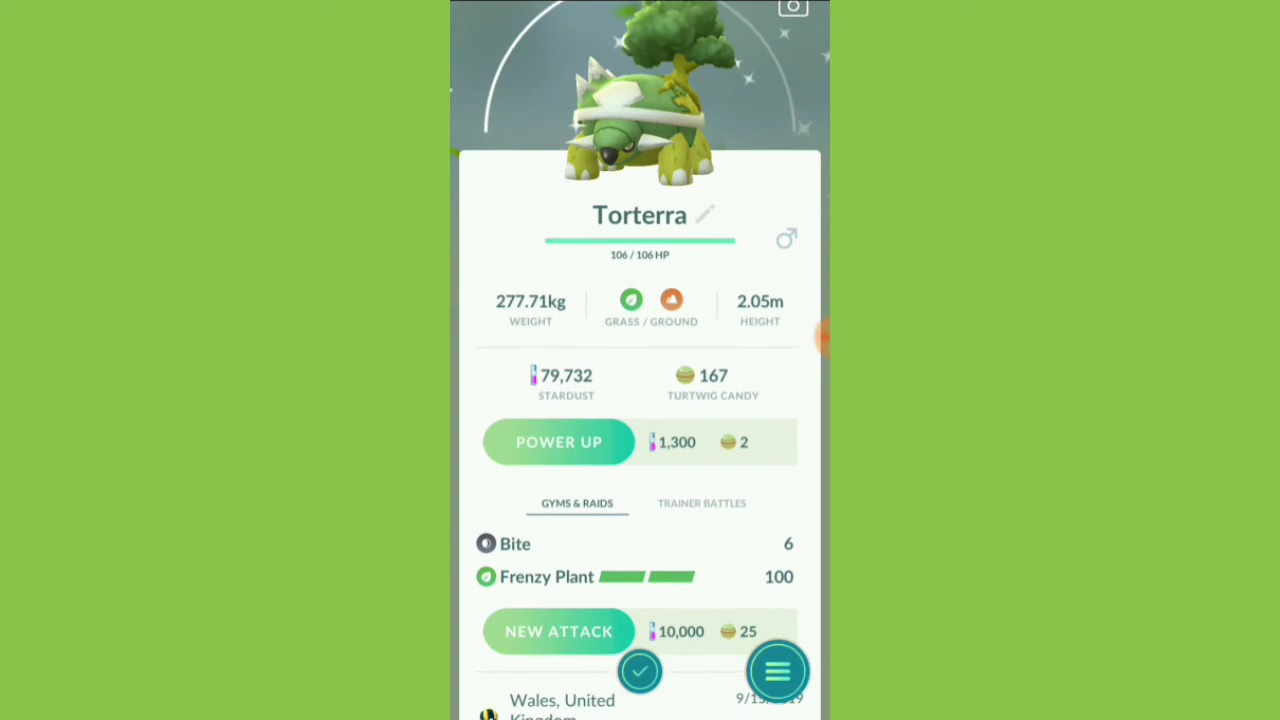 Torterra
106 / 106 HP
277.71kg
WEIGHT
GRASS / GROUND
2.05m
HEIGHT
79,732
STARDUST
167
TURTWIG CANDY
POWER UP 1,300 2
GYMS & RAIDS TRAINER BATTLES
Bite 6
Frenzy Plant 100
NEW ATTACK 10,000 25
Wales, United
Kingdom